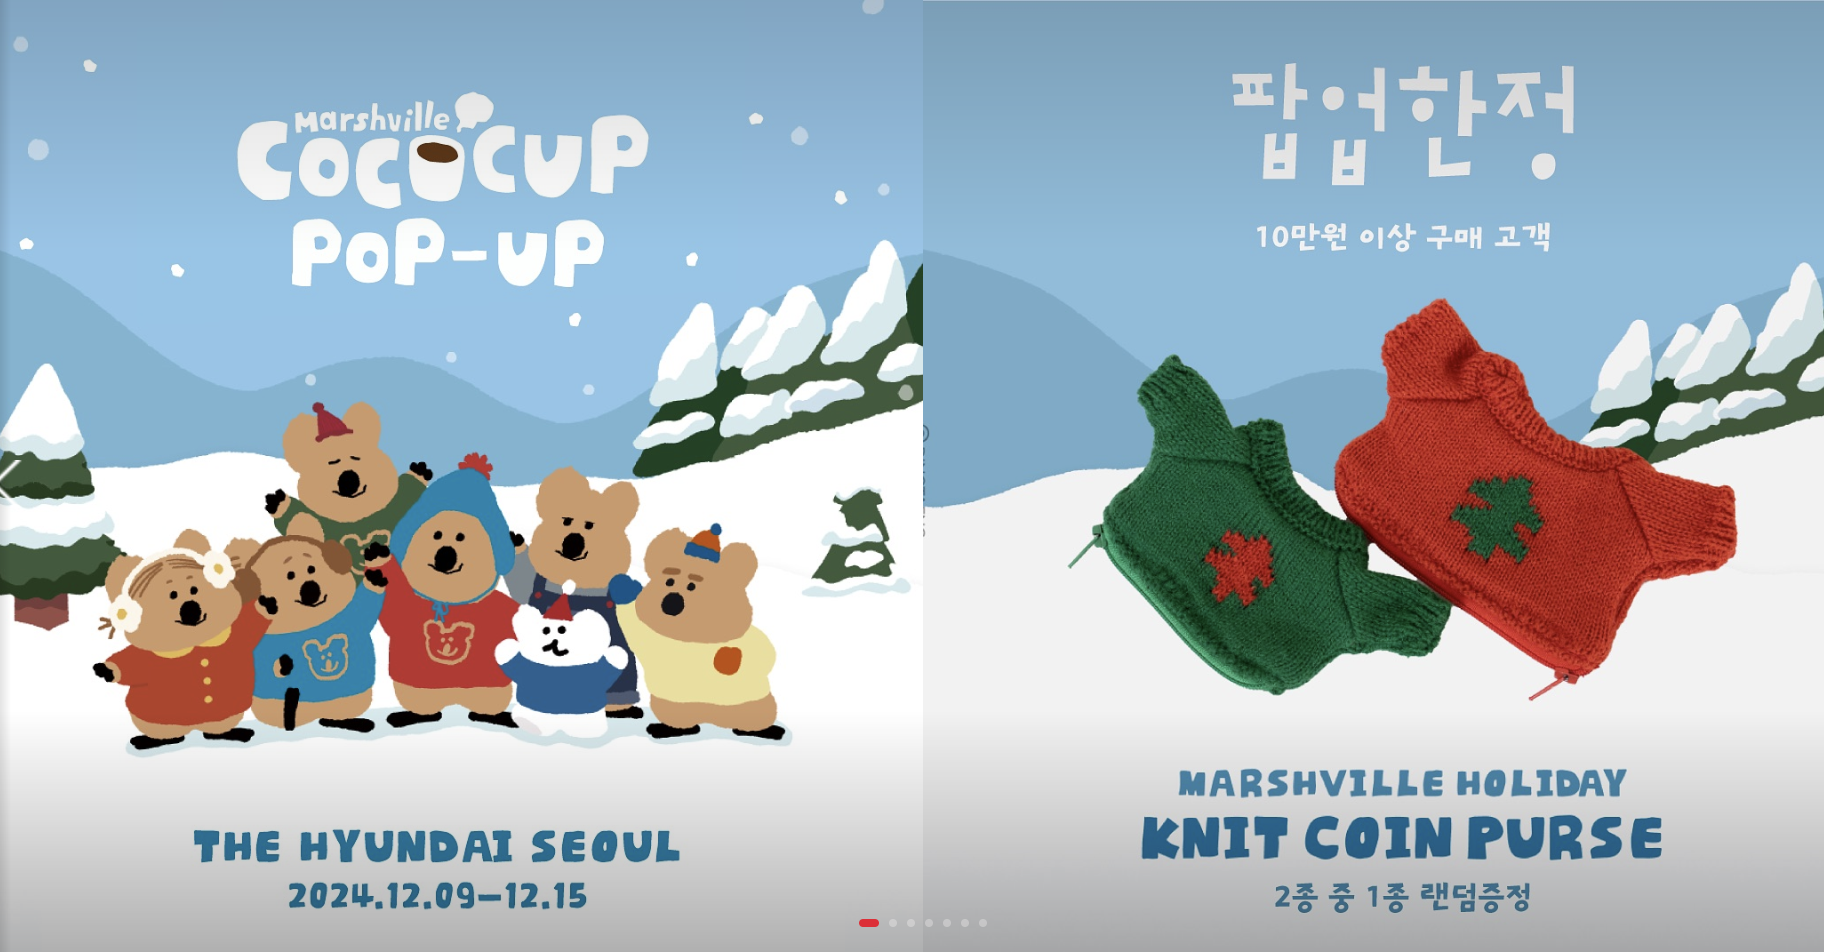 Marshville
COCOCUP
POP-UP
THE HYUNDAI SEOUL
2024.12.09—12.15
팝업한정
10만원 이상 구매 고객
MARSHVILLE HOLIDAY
KNIT COIN PURSE
2종 중 1종 랜덤증정